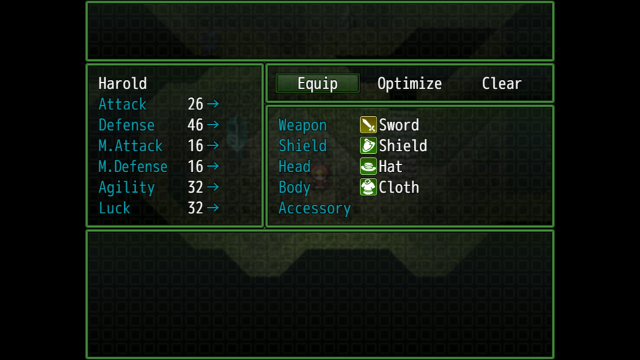 Harold
Attack 26→
Defense 46→
M.Attack 16→
M.Defense 16→
Agility 32→
Luck 32→
Equip Optimize Clear
Weapon Sword
Shield Shield
Head Hat
Body Cloth
Accessory